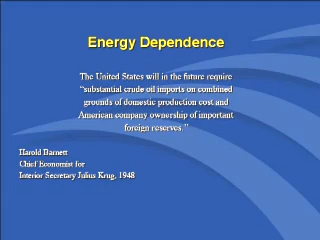 Energy Dependence
The United States will in the future require
“substantial crude oil imports on combined
grounds of domestic production cost and
American company ownership of important
foreign reserves.”
Harold Barnett
Chief Economist for
Interior Secretary Julius Krug, 1948